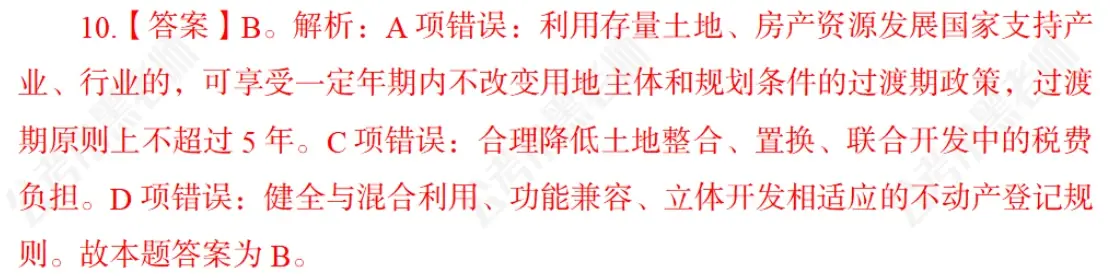 10.【答案】B。解析：A 项错误：利用存量土地、房产资源发展国家支持产
业、行业的，可享受一定年期内不改变用地主体和规划条件的过渡期政策，过渡
期原则上不超过 5 年。C 项错误：合理降低土地整合、置换、联合开发中的税费
负担。D 项错误：健全与混合利用、功能兼容、立体开发相适应的不动产登记规
则。故本题答案为 B。